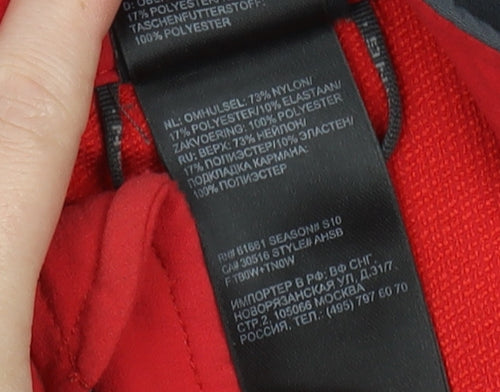 17% POLYESTER/10%
TASCHENFUTTERSTOFF:
100% POLYESTER
NL: OMHULSEL: 73% NYLON/
17% POLYESTER/10% ELASTAAN/
ZAKVOERING: 100% POLYESTER
RU: ВЕРХ: 73% НЕЙЛОН/
17% ПОЛИЭСТЕР/10% ЭЛАСТЕН/
ПОДКЛАДКА КАРМАНА:
100% ПОЛИЭСТЕР
RN# 61661 SEASON# S10
CA# 30516 STYLE# AHSB
F TB0W+TN0W
ИМПОРТЕР В РФ: ВФ СНГ,
НОВОРЯЗАНСКАЯ УЛ.Д.31/7,
СТР.2, 105066 МОСКВА
РОССИЯ, ТЕЛ.: (495) 797 60 70